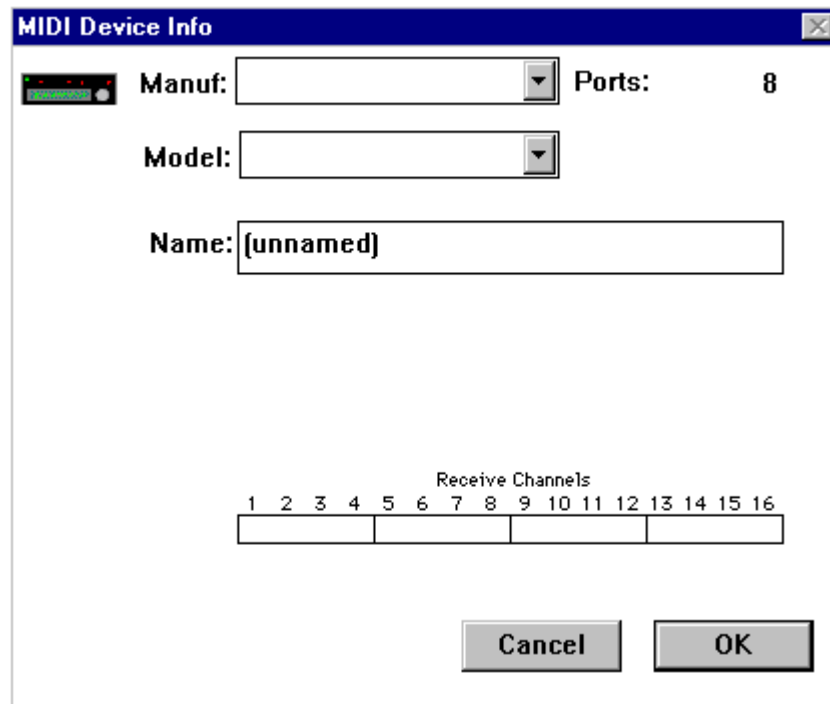 MIDI Device Info
Manuf: Ports: 8
Model:
Name: (unnamed)
Receive Channels
1 2 3 4 5 6 7 8 9 10 11 12 13 14 15 16
Cancel OK